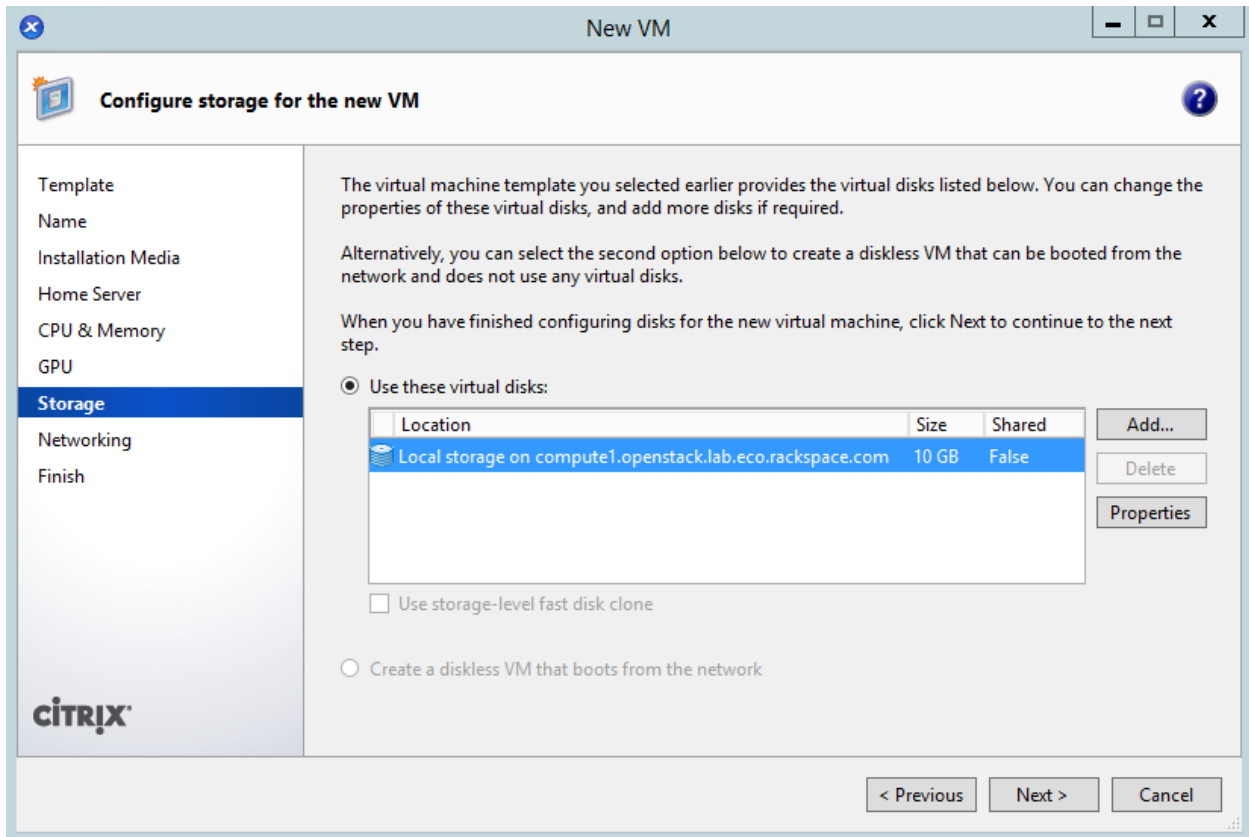 New VM
Configure storage for the new VM
?
Template
Name
Installation Media
Home Server
CPU & Memory
GPU
Storage
Networking
Finish
CITRIX
The virtual machine template you selected earlier provides the virtual disks listed below. You can change the
properties of these virtual disks, and add more disks if required.
Alternatively, you can select the second option below to create a diskless VM that can be booted from the
network and does not use any virtual disks.
When you have finished configuring disks for the new virtual machine, click Next to continue to the next
step.
Use these virtual disks:
Location Size Shared
Local storage on compute1.openstack.lab.eco.rackspace.com 10 GB False
Add...
Delete
Properties
Use storage-level fast disk clone
Create a diskless VM that boots from the network
< Previous Next > Cancel